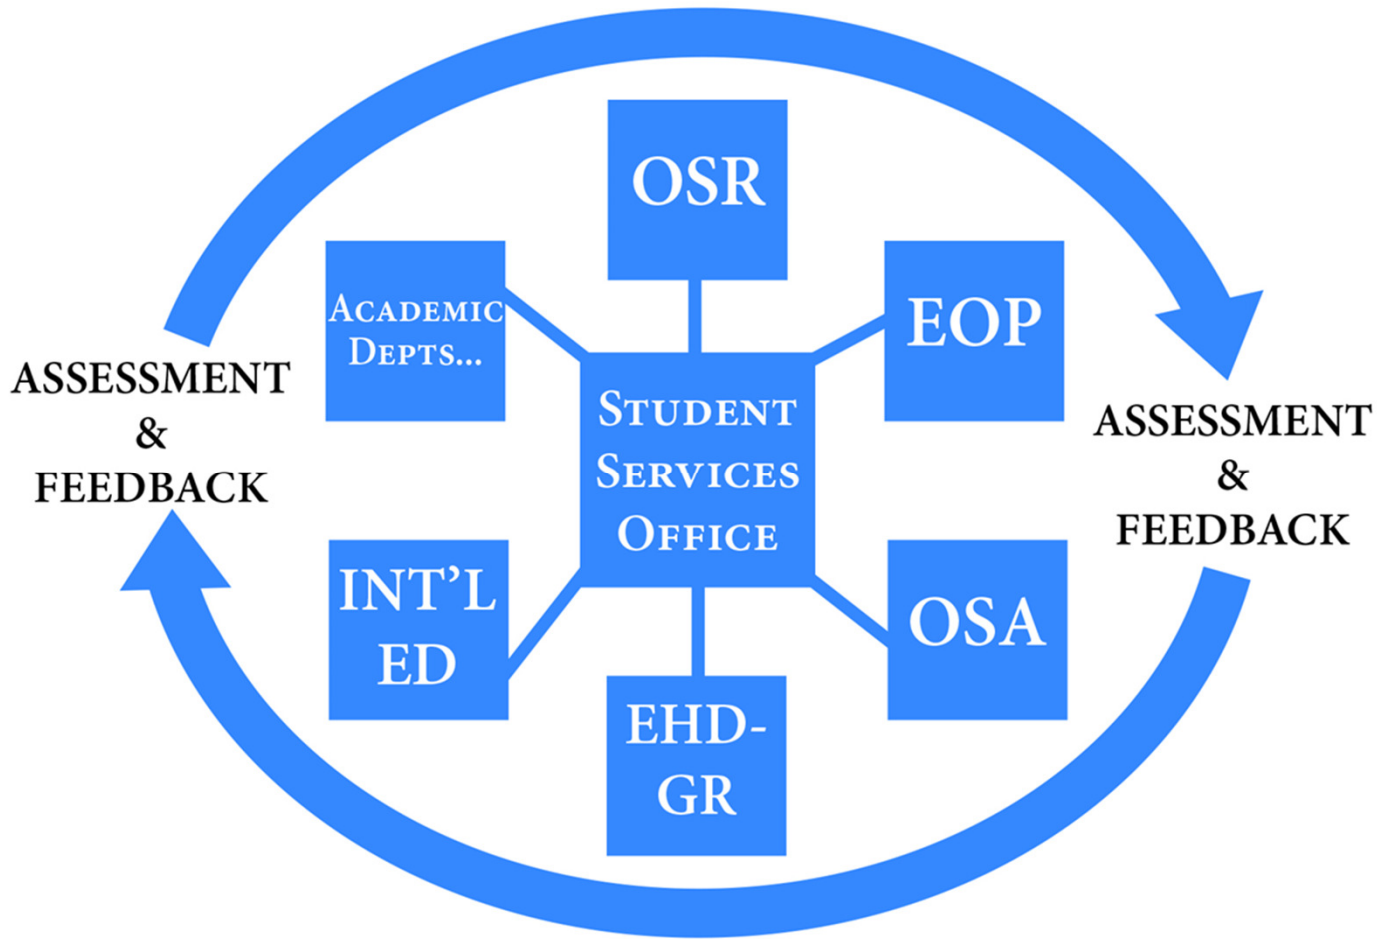 OSR
ACADEMIC
DEPTS...
EOP
ASSESSMENT
&
FEEDBACK
STUDENT
SERVICES
OFFICE
ASSESSMENT
&
FEEDBACK
INT'L
ED
OSA
EHD-
GR